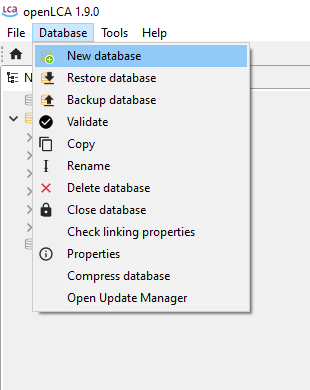 LCA openLCA 1.9.0
File Database Tools Help
N
New database
Restore database
Backup database
Validate
Copy
Rename
Delete database
Close database
Check linking properties
Properties
Compress database
Open Update Manager